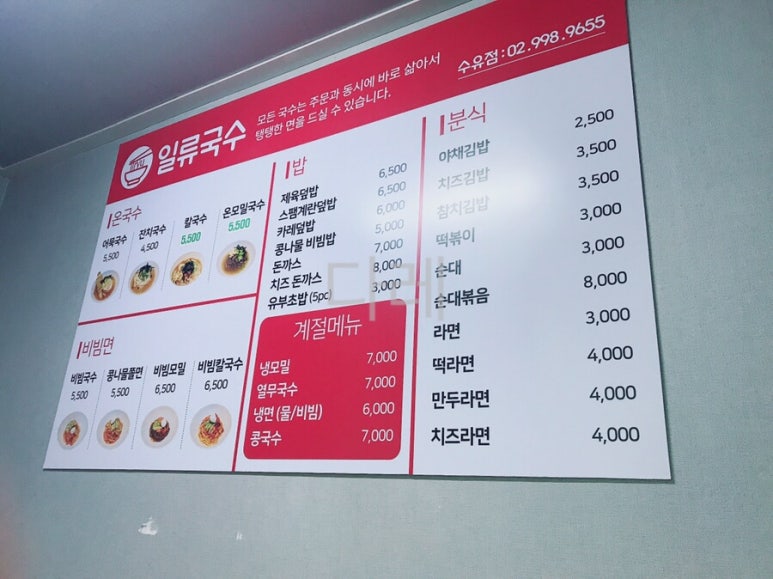 일류국수
모든 국수는 주문과 동시에 바로 삶아서
탱탱한 면을 드실 수 있습니다.
수유점 : 02.998.9655
온국수
어묵국수 5,500
잔치국수 4,500
칼국수 5,500
온모밀국수 5,500
비빔면
비빔국수 5,500
콩나물쫄면 5,500
비빔모밀 6,500
비빔칼국수 6,500
밥
제육덮밥 6,500
스팸계란덮밥 6,500
카레덮밥 6,000
콩나물 비빔밥 5,000
돈까스 7,000
치즈 돈까스 8,000
유부초밥 (5pc) 3,000
계절메뉴
냉모밀 7,000
열무국수 7,000
냉면 (물/비빔) 6,000
콩국수 7,000
분식
야채김밥 2,500
치즈김밥 3,500
참치김밥 3,500
떡볶이 3,000
순대 3,000
순대볶음 8,000
라면 3,000
떡라면 4,000
만두라면 4,000
치즈라면 4,000
디레